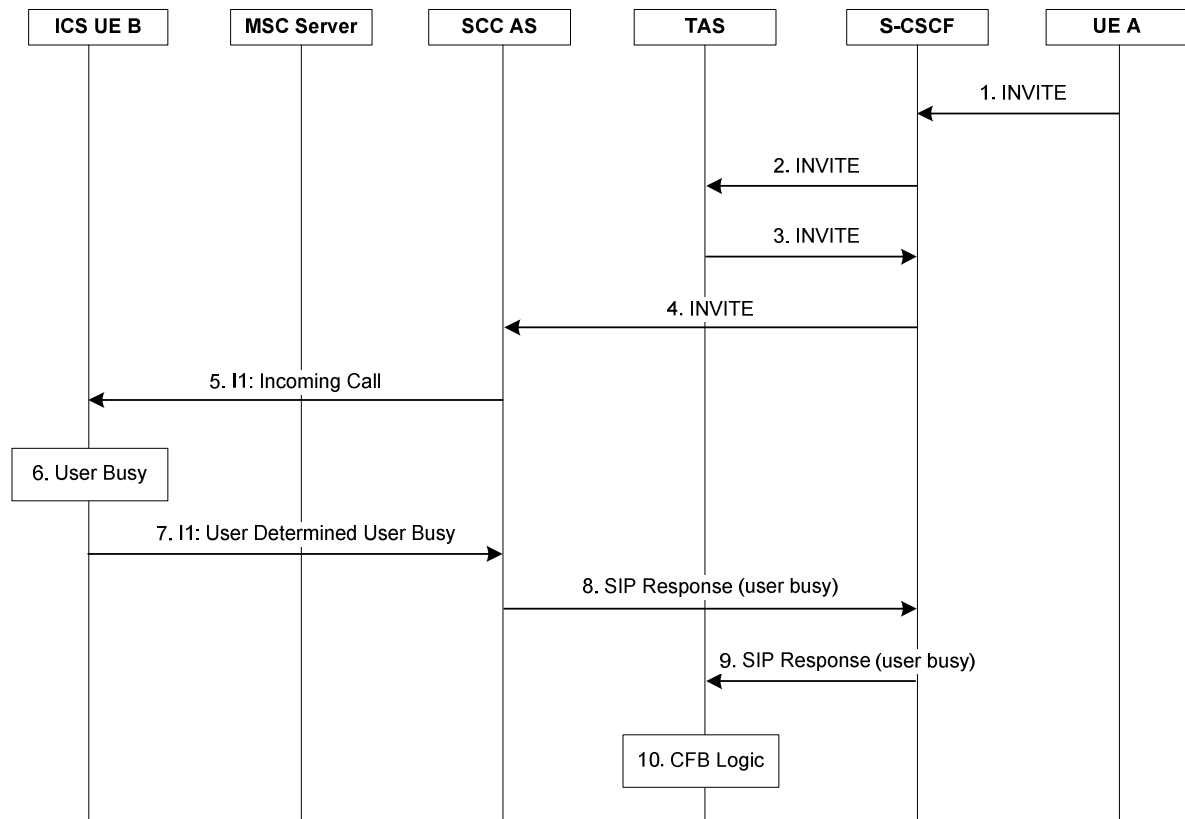 ICS UE B
MSC Server
SCC AS
TAS
S-CSCF
UE A
1. INVITE
2. INVITE
3. INVITE
4. INVITE
5. I1: Incoming Call
6. User Busy
7. I1: User Determined User Busy
8. SIP Response (user busy)
9. SIP Response (user busy)
10. CFB Logic